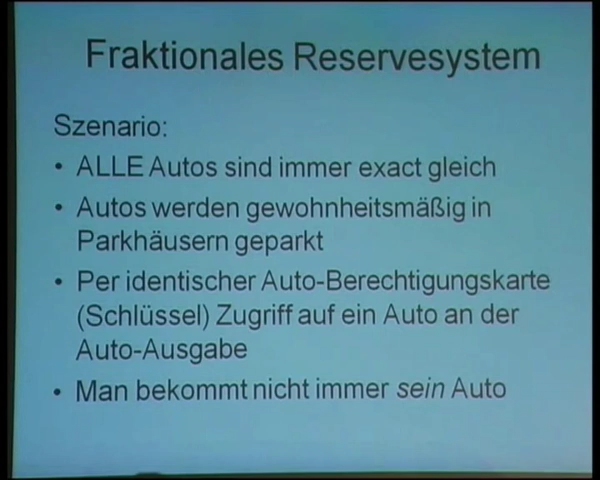 Fraktionales Reservesystem
Szenario:
• ALLE Autos sind immer exact gleich
• Autos werden gewohnheitsmäßig in
Parkhäusern geparkt
• Per identischer Auto-Berechtigungskarte
(Schlüssel) Zugriff auf ein Auto an der
Auto-Ausgabe
• Man bekommt nicht immer sein Auto